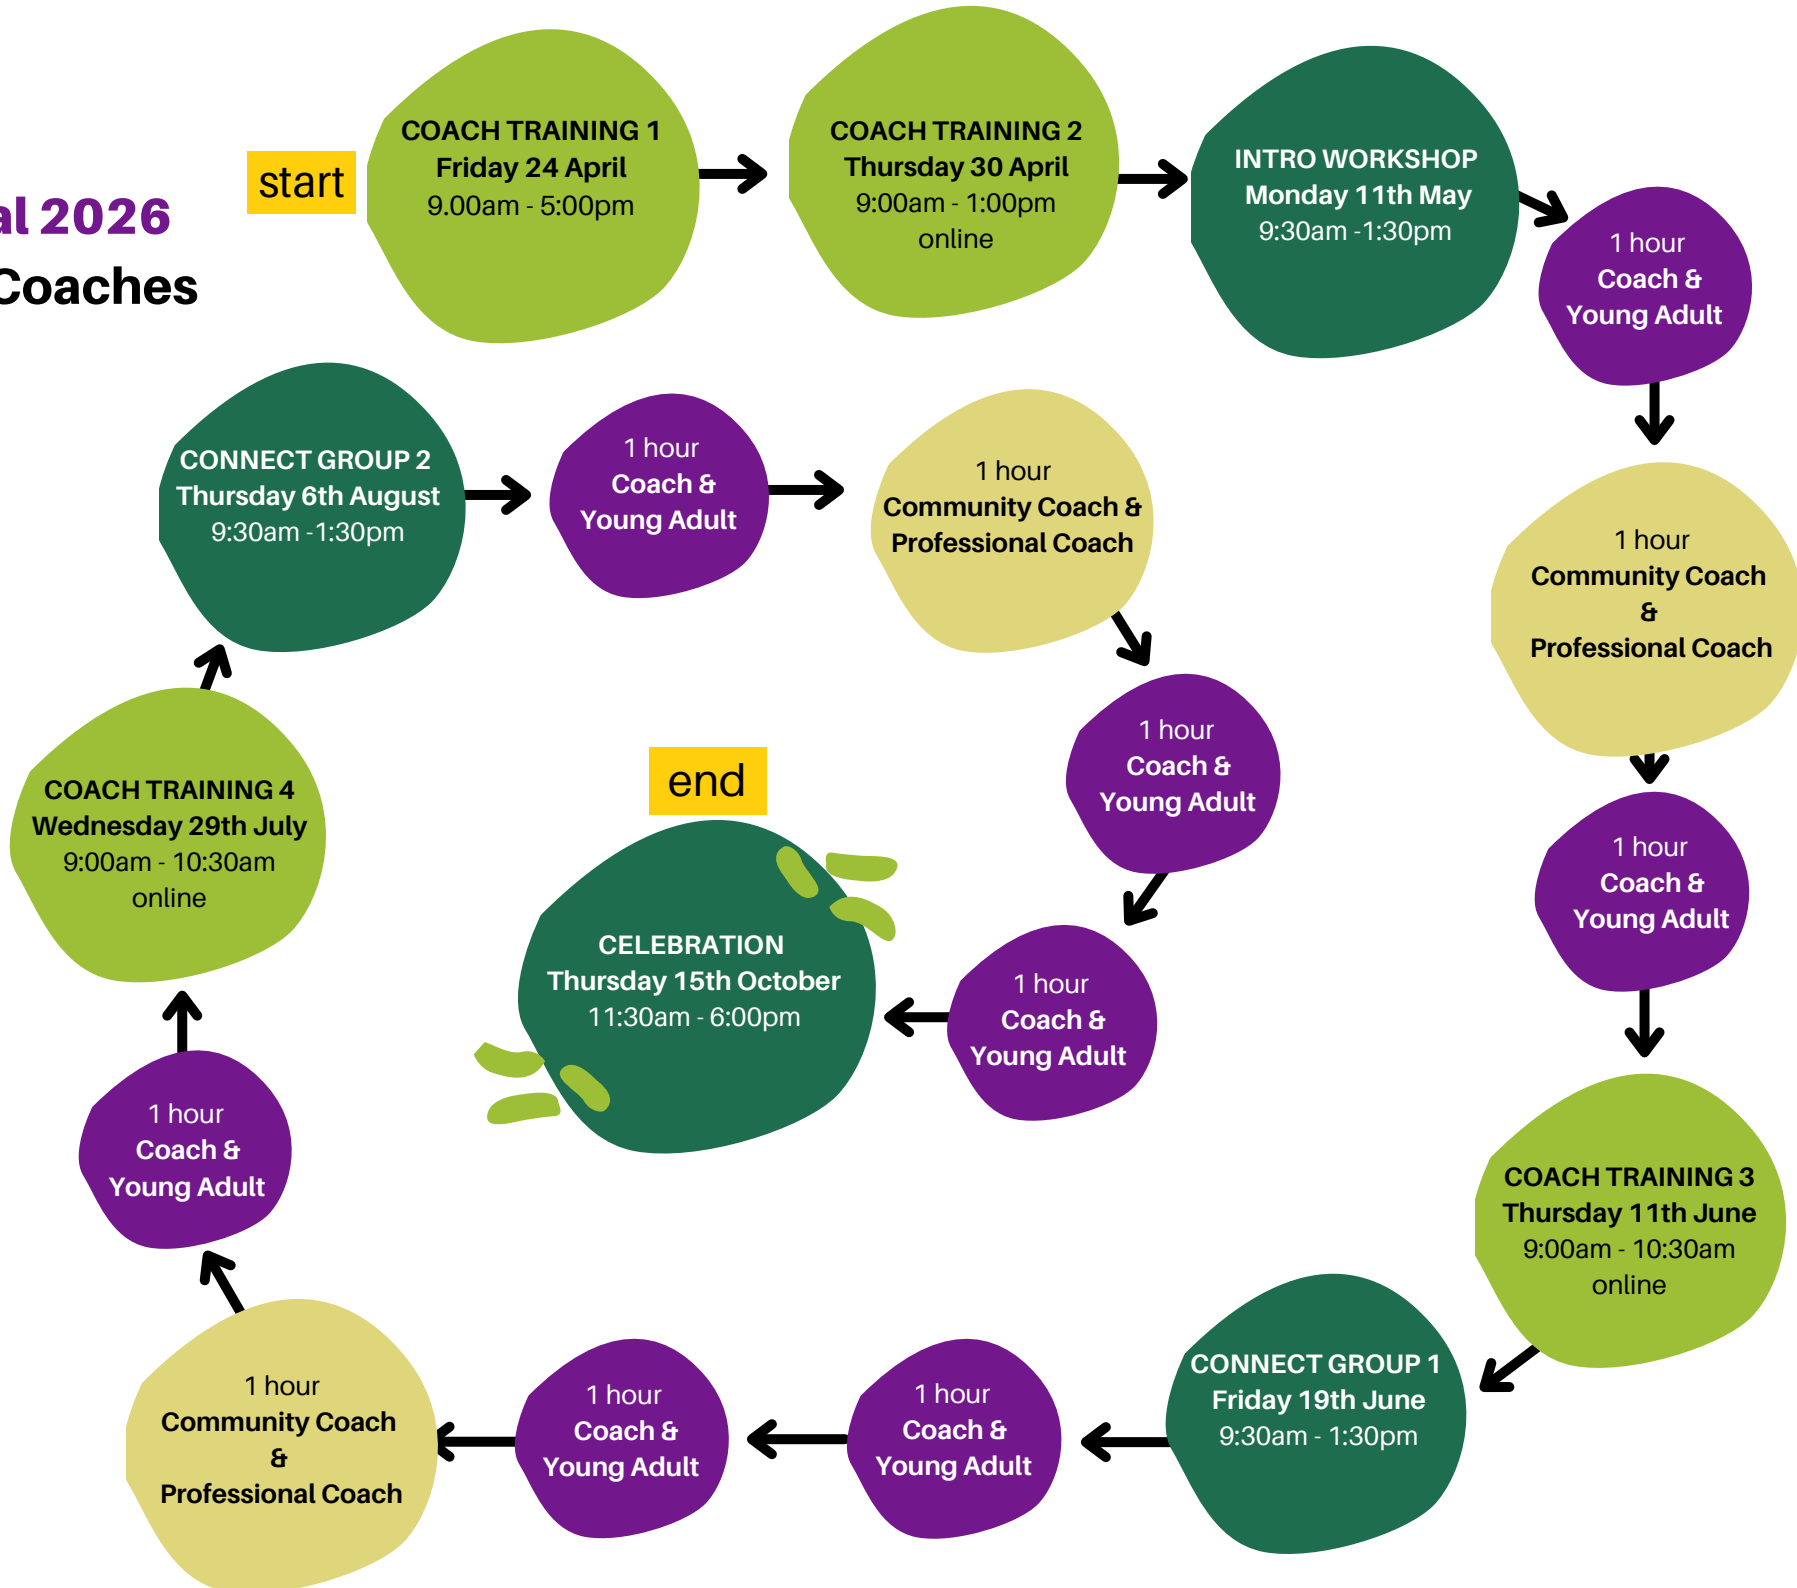 2026
Coaches
start
COACH TRAINING 1
Friday 24 April
9.00am - 5:00pm
COACH TRAINING 2
Thursday 30 April
9:00am - 1:00pm
online
INTRO WORKSHOP
Monday 11th May
9:30am -1:30pm
1 hour
Coach &
Young Adult
1 hour
Community Coach
&
Professional Coach
1 hour
Coach &
Young Adult
COACH TRAINING 3
Thursday 11th June
9:00am - 10:30am
online
CONNECT GROUP 1
Friday 19th June
9:30am - 1:30pm
1 hour
Coach &
Young Adult
1 hour
Coach &
Young Adult
1 hour
Community Coach
&
Professional Coach
1 hour
Coach &
Young Adult
COACH TRAINING 4
Wednesday 29th July
9:00am - 10:30am
online
CONNECT GROUP 2
Thursday 6th August
9:30am -1:30pm
1 hour
Coach &
Young Adult
1 hour
Community Coach &
Professional Coach
1 hour
Coach &
Young Adult
1 hour
Coach &
Young Adult
end
CELEBRATION
Thursday 15th October
11:30am - 6:00pm